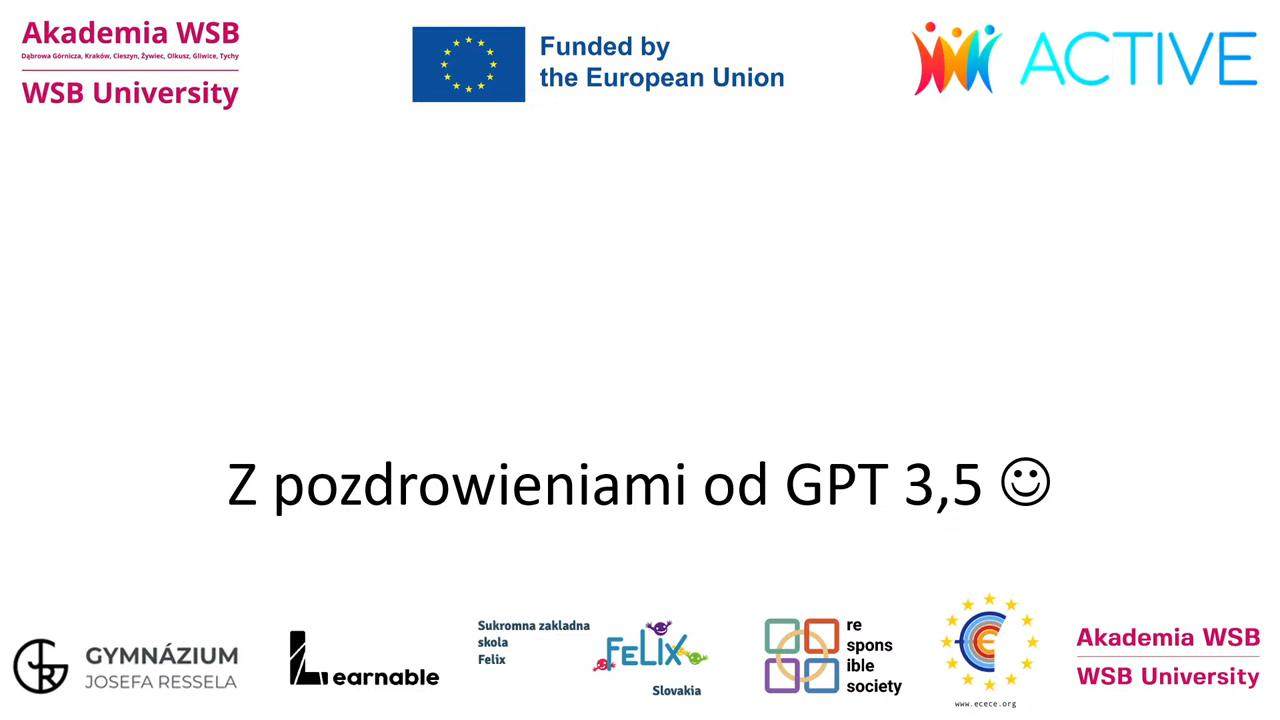 Akademia WSB
Dąbrowa Górnicza, Kraków, Cieszyn, Żywiec, Olkusz, Gliwice, Tychy
WSB University
Funded by
the European Union
ACTIVE
Z pozdrowieniami od GPT 3,5 ☺
GJR
GYMNÁZIUM
JOSEFA RESSELA
Learnable
Sukromna zakladna
skola
Felix
FELIX
Slovakia
re
spons
ible
society
www.ecece.org
Akademia WSB
WSB University